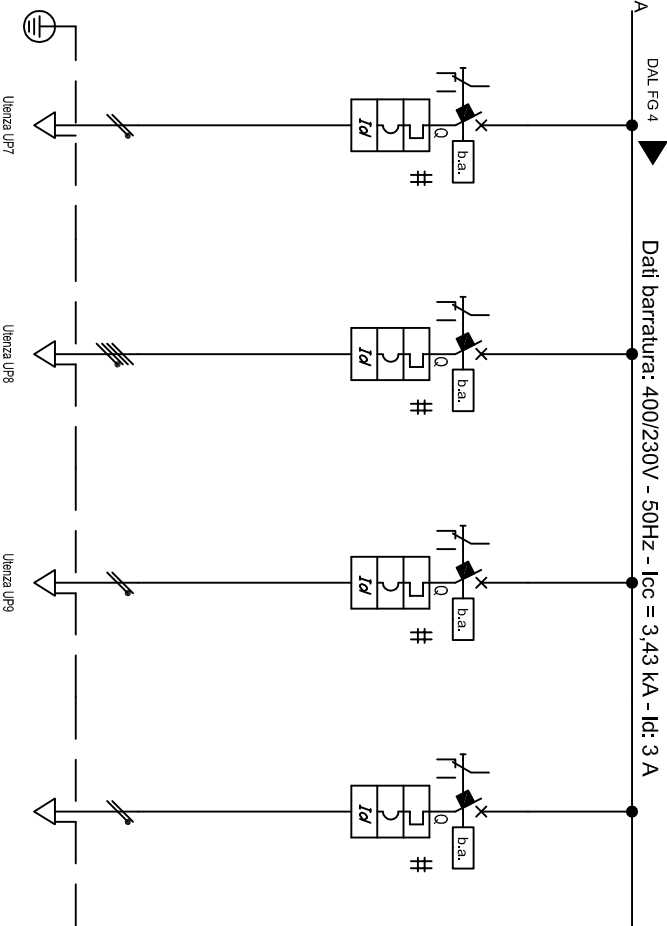 A
DAL FG 4
Dati barratura: 400/230V - 50Hz - Icc = 3,43 kA - Id: 3 A
b.a.
Q
Id
#
Utenza UP7
b.a.
Q
Id
#
Utenza UP8
b.a.
Q
Id
#
Utenza UP9
b.a.
Q
Id
#